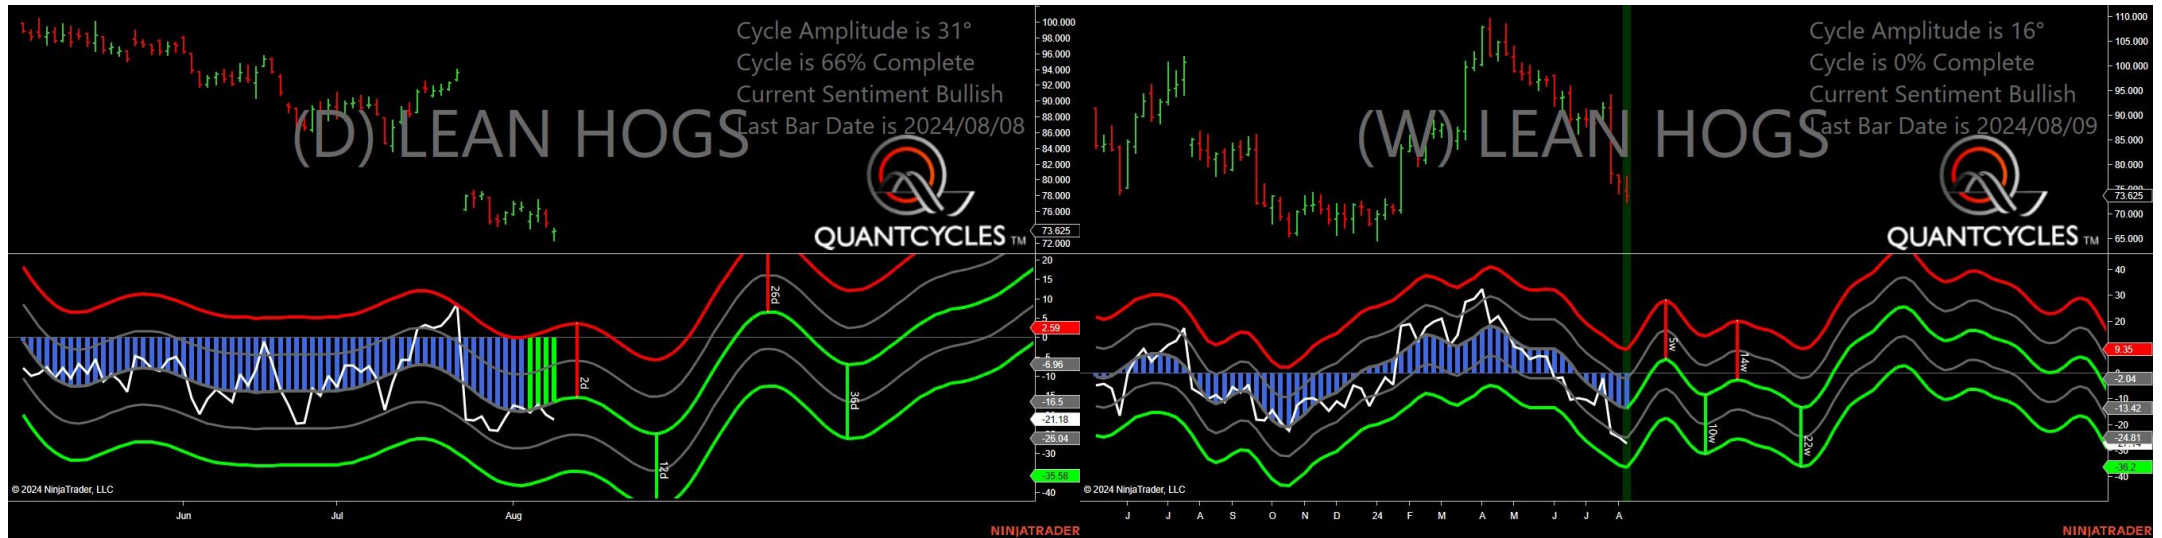 Cycle Amplitude is 31°
Cycle is 66% Complete
Current Sentiment Bullish
Last Bar Date is 2024/08/08
(D) LEAN HOGS
QUANTCYCLES TM
100.000
98.000
96.000
94.000
92.000
90.000
88.000
86.000
84.000
82.000
80.000
78.000
76.000
73.625
72.000
20
15
10
5
2.59
0
-6.96
-10
-16.5
-21.18
-26.04
-30
-35.58
-40
26d
2d
12d
36d
© 2024 NinjaTrader, LLC
Jun
Jul
Aug
NINJATRADER
Cycle Amplitude is 16°
Cycle is 0% Complete
Current Sentiment Bullish
Last Bar Date is 2024/08/09
(W) LEAN HOGS
QUANTCYCLES TM
110.000
105.000
100.000
95.000
90.000
85.000
80.000
75.000
73.625
70.000
65.000
40
30
20
9.35
-2.04
-10
-13.42
-20
-24.81
-30
-36.2
-40
5w
14w
10w
22w
© 2024 NinjaTrader, LLC
J J A S O N D 24 F M A M J J A
NINJATRADER